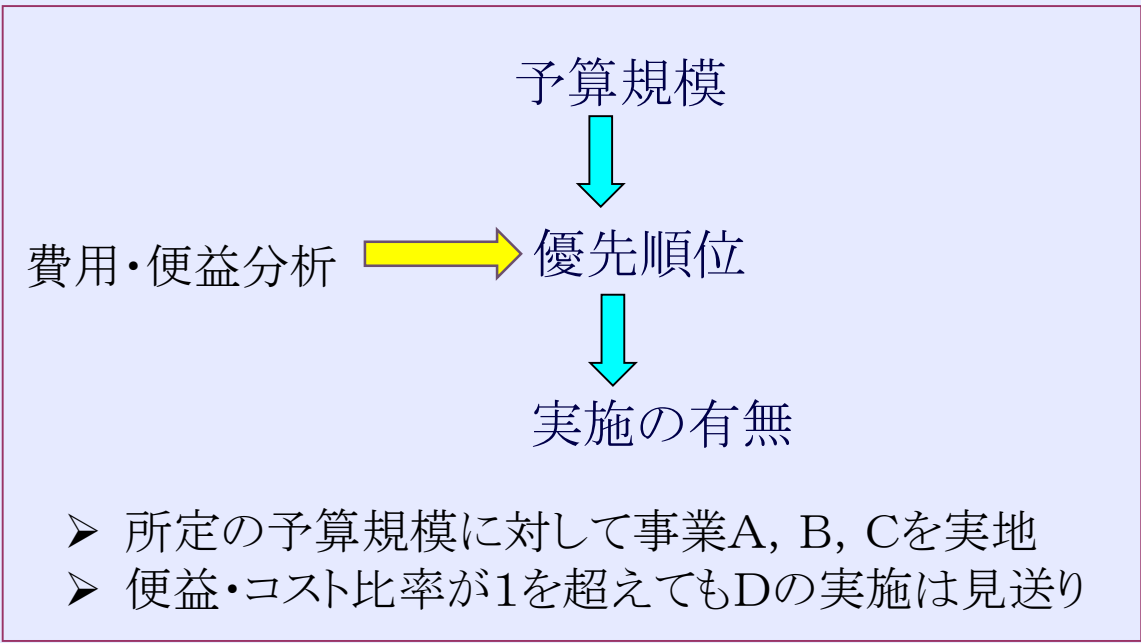 予算規模
費用・便益分析
優先順位
実施の有無
➢ 所定の予算規模に対して事業A, B, Cを実地
➢ 便益・コスト比率が1を超えてもDの実施は見送り